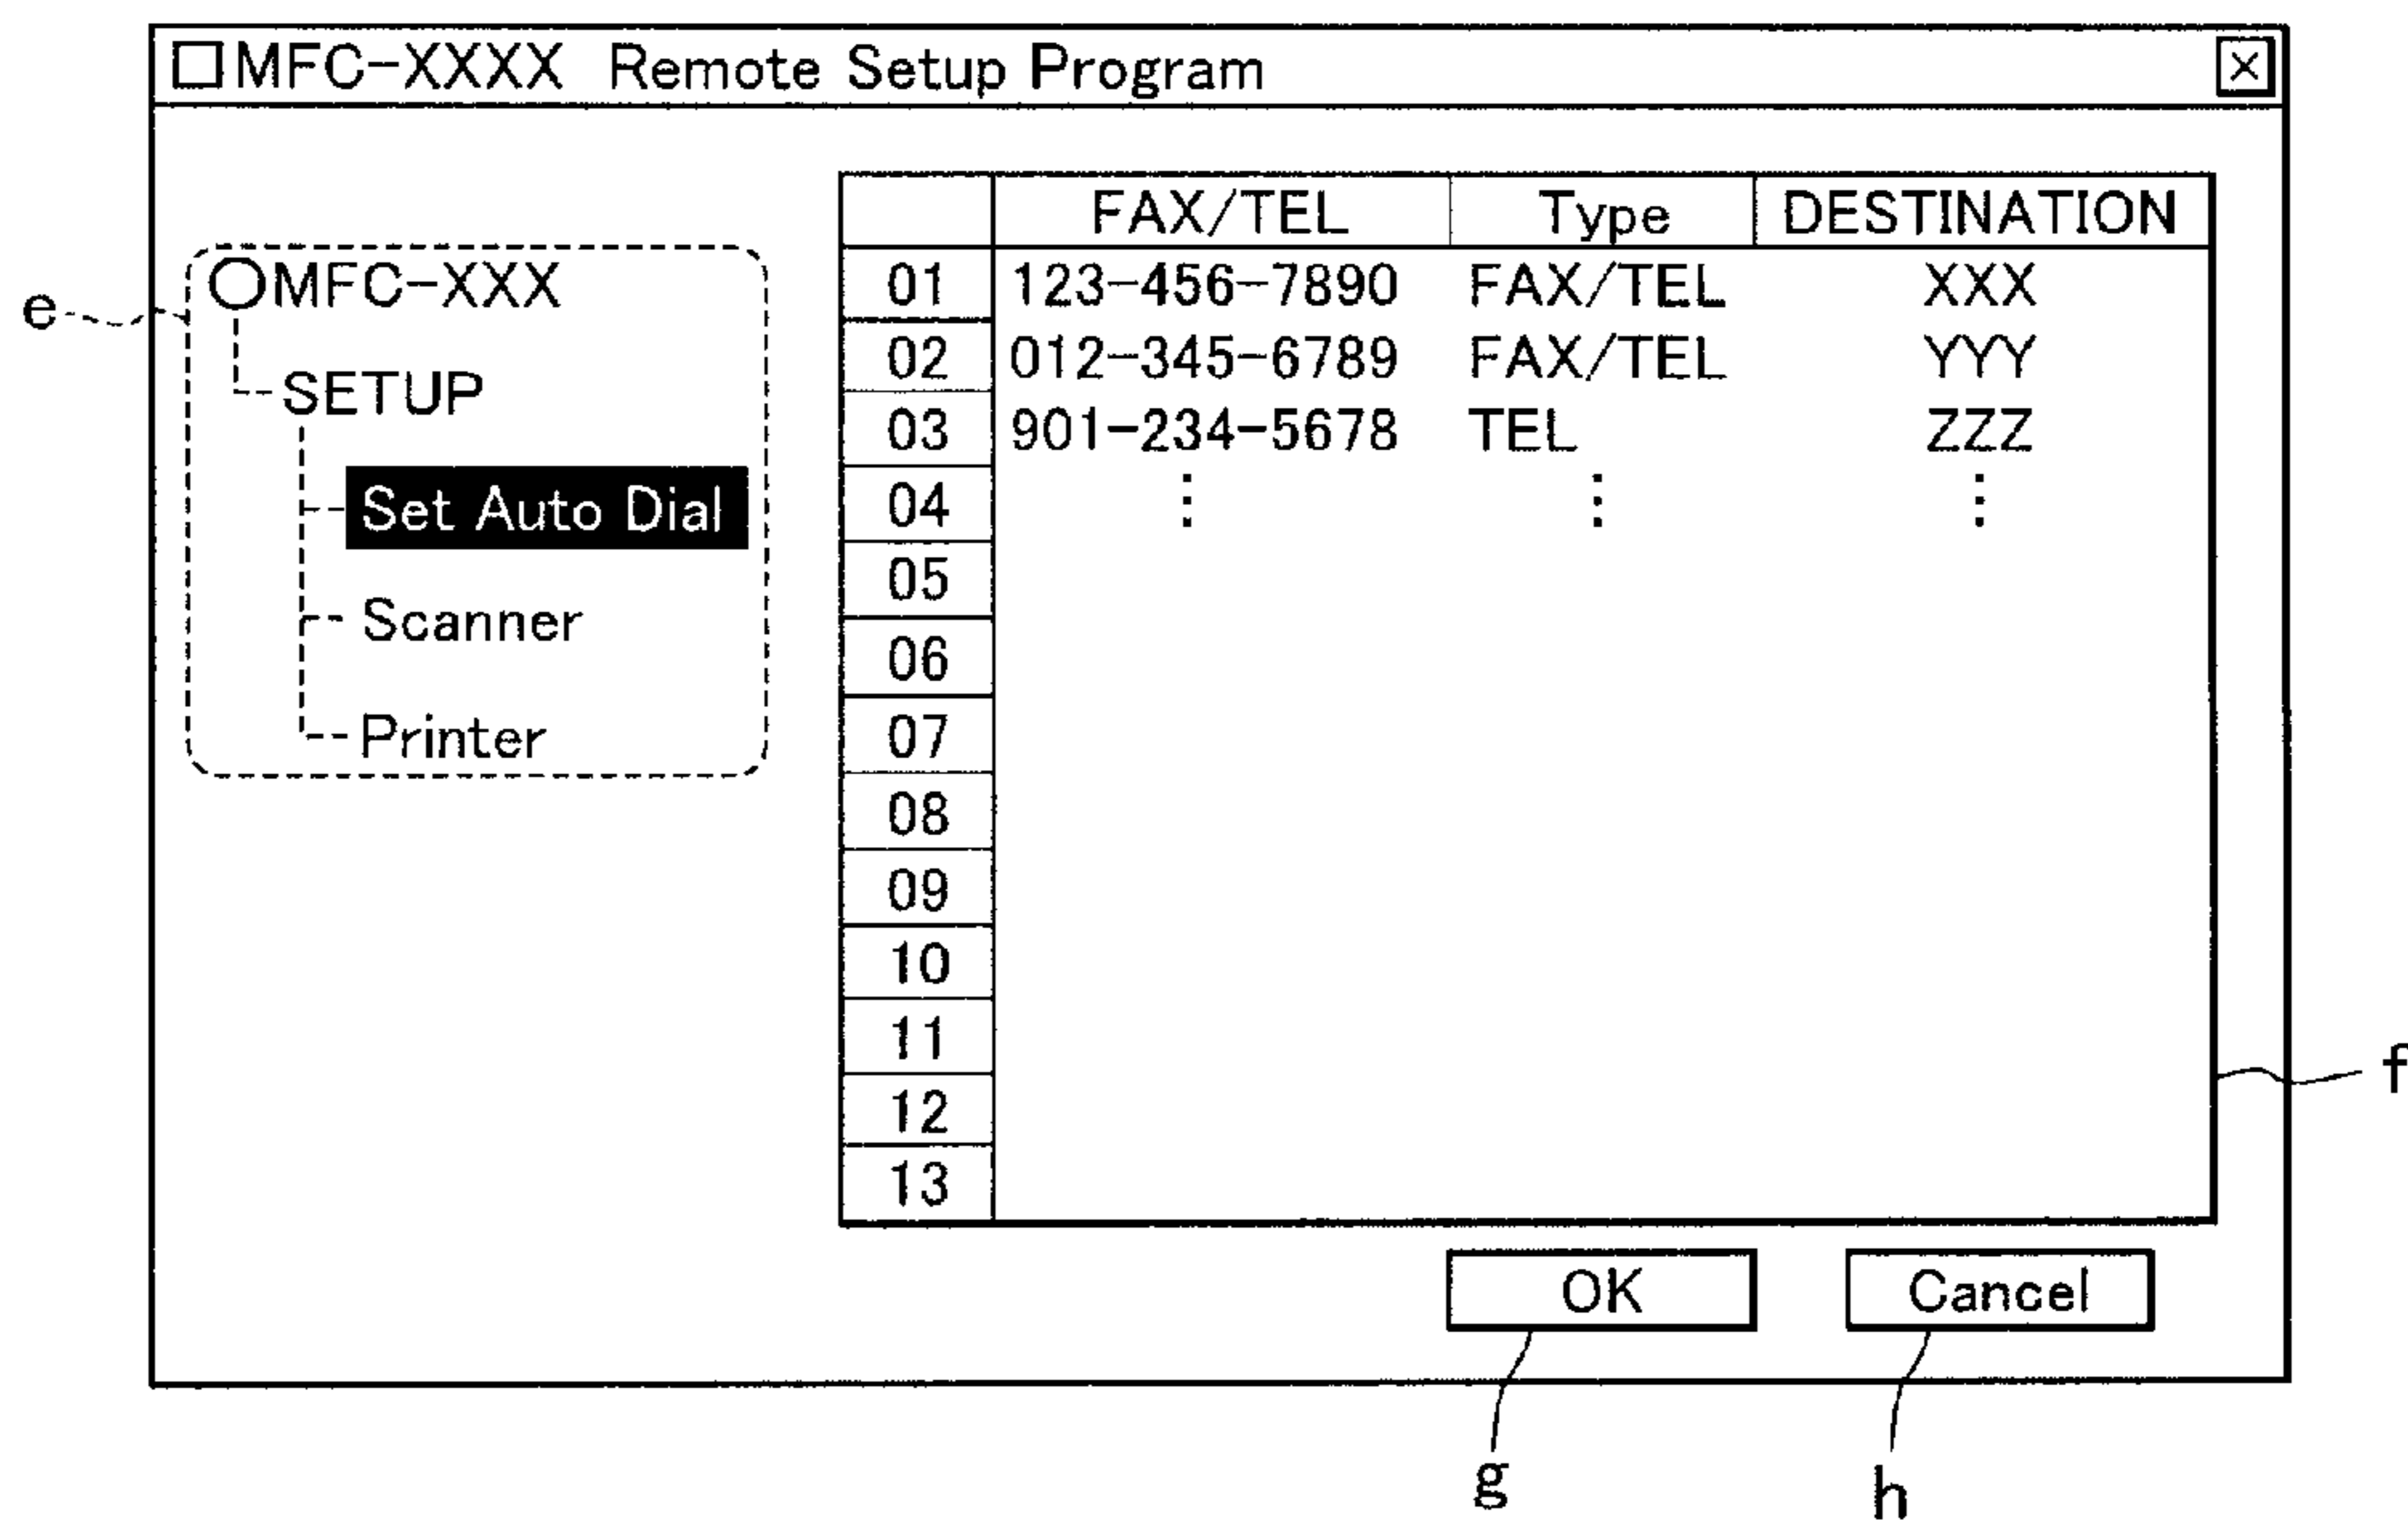 MFC-XXXX Remote Setup Program X
FAX/TEL Type DESTINATION
e
MFC-XXX
SETUP
Set Auto Dial
Scanner
Printer
01 123-456-7890 FAX/TEL XXX
02 012-345-6789 FAX/TEL YYY
03 901-234-5678 TEL ZZZ
04 ⋮ ⋮ ⋮
05
06
07
08
09
10
11
12
13
f
OK Cancel
g h